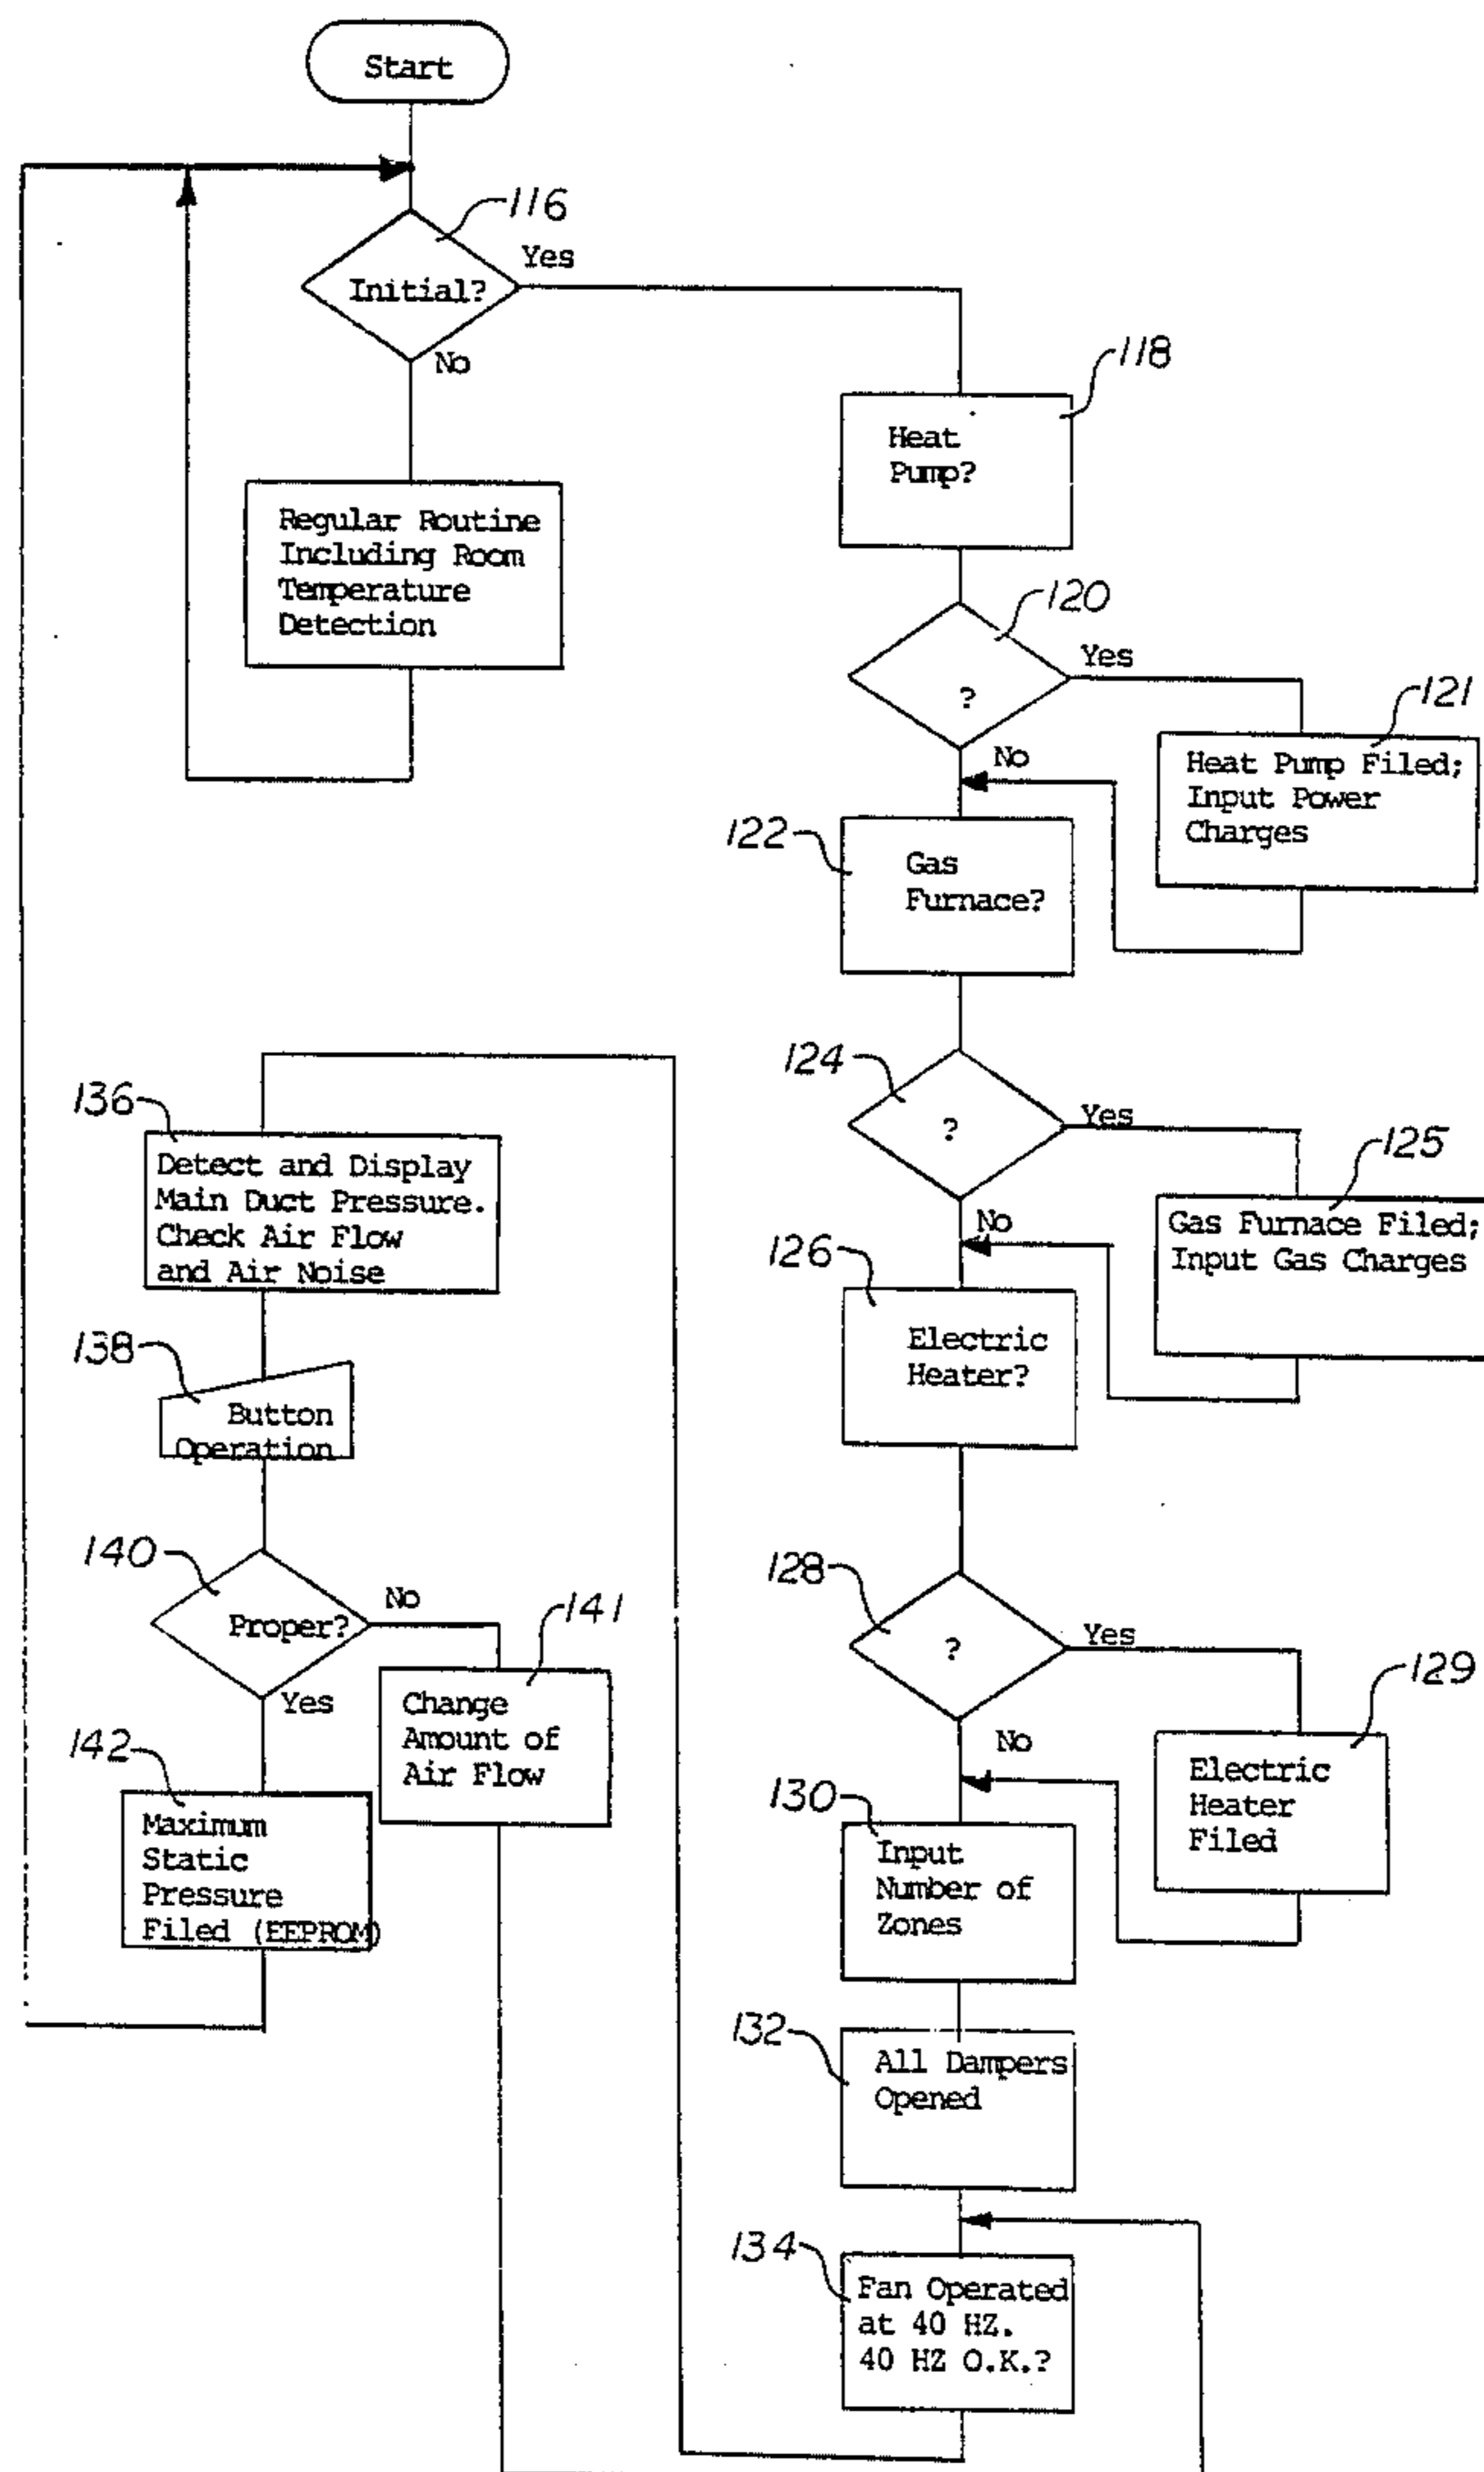 Start
116
Initial?
Yes
No
Regular Routine
Including Room
Temperature
Detection
118
Heat
Pump?
120
?
Yes
No
121
Heat Pump Filed;
Input Power
Charges
122
Gas
Furnace?
124
?
Yes
No
125
Gas Furnace Filed;
Input Gas Charges
126
Electric
Heater?
128
?
Yes
No
129
Electric
Heater
Filed
130
Input
Number of
Zones
132
All Dampers
Opened
134
Fan Operated
at 40 HZ.
40 HZ O.K.?
136
Detect and Display
Main Duct Pressure.
Check Air Flow
and Air Noise
138
Button
Operation
140
Proper?
No
Yes
141
Change
Amount of
Air Flow
142
Maximum
Static
Pressure
Filed (EEPROM)